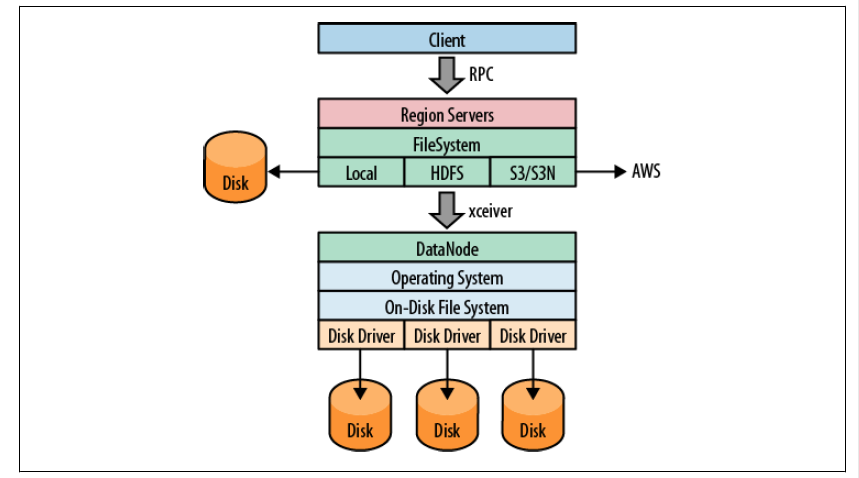 Client
RPC
Region Servers
FileSystem
Disk
Local
HDFS
S3/S3N
AWS
xceiver
DataNode
Operating System
On-Disk File System
Disk Driver
Disk Driver
Disk Driver
Disk
Disk
Disk